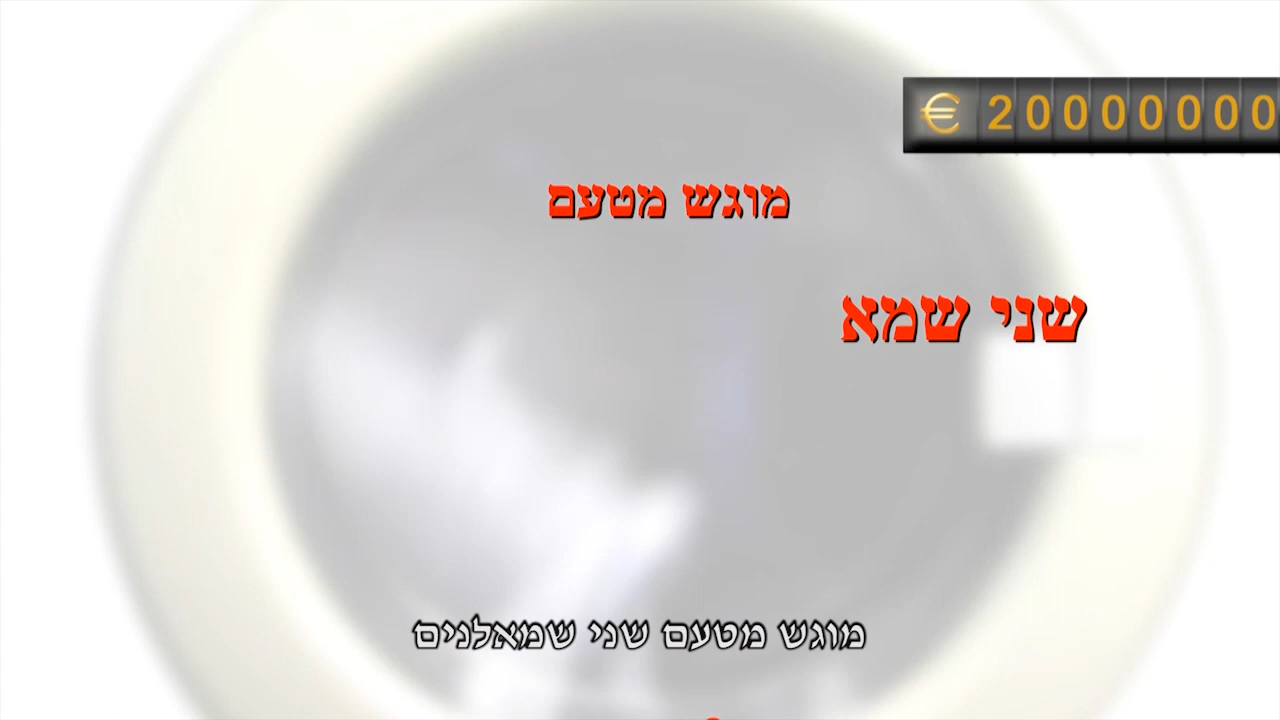 € 20000000
מוגש מטעם
שני שמא
מוגש מטעם שני שמאלנים